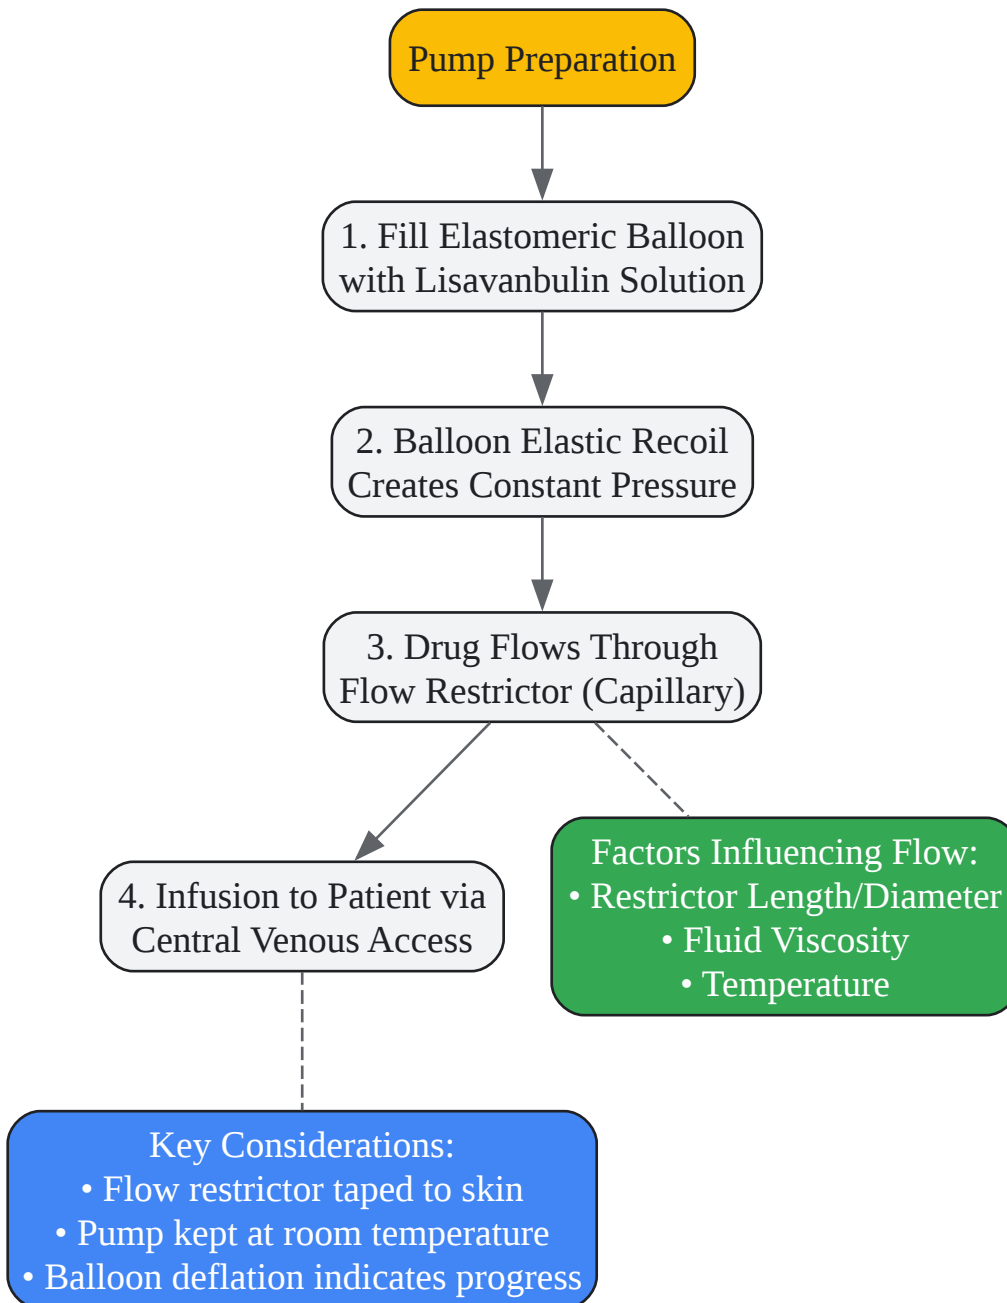 Pump Preparation
1. Fill Elastomeric Balloon
with Lisavanbulin Solution
2. Balloon Elastic Recoil
Creates Constant Pressure
3. Drug Flows Through
Flow Restrictor (Capillary)
4. Infusion to Patient via
Central Venous Access
Factors Influencing Flow:
• Restrictor Length/Diameter
• Fluid Viscosity
• Temperature
Key Considerations:
• Flow restrictor taped to skin
• Pump kept at room temperature
• Balloon deflation indicates progress